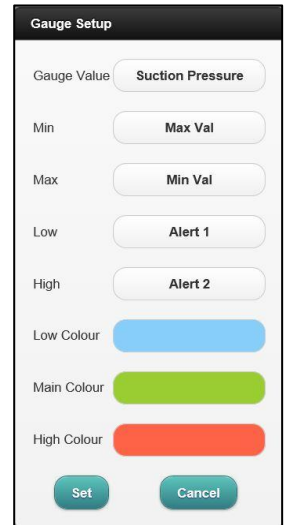 Gauge Setup
Gauge Value Suction Pressure
Min Max Val
Max Min Val
Low Alert 1
High Alert 2
Low Colour
Main Colour
High Colour
Set Cancel